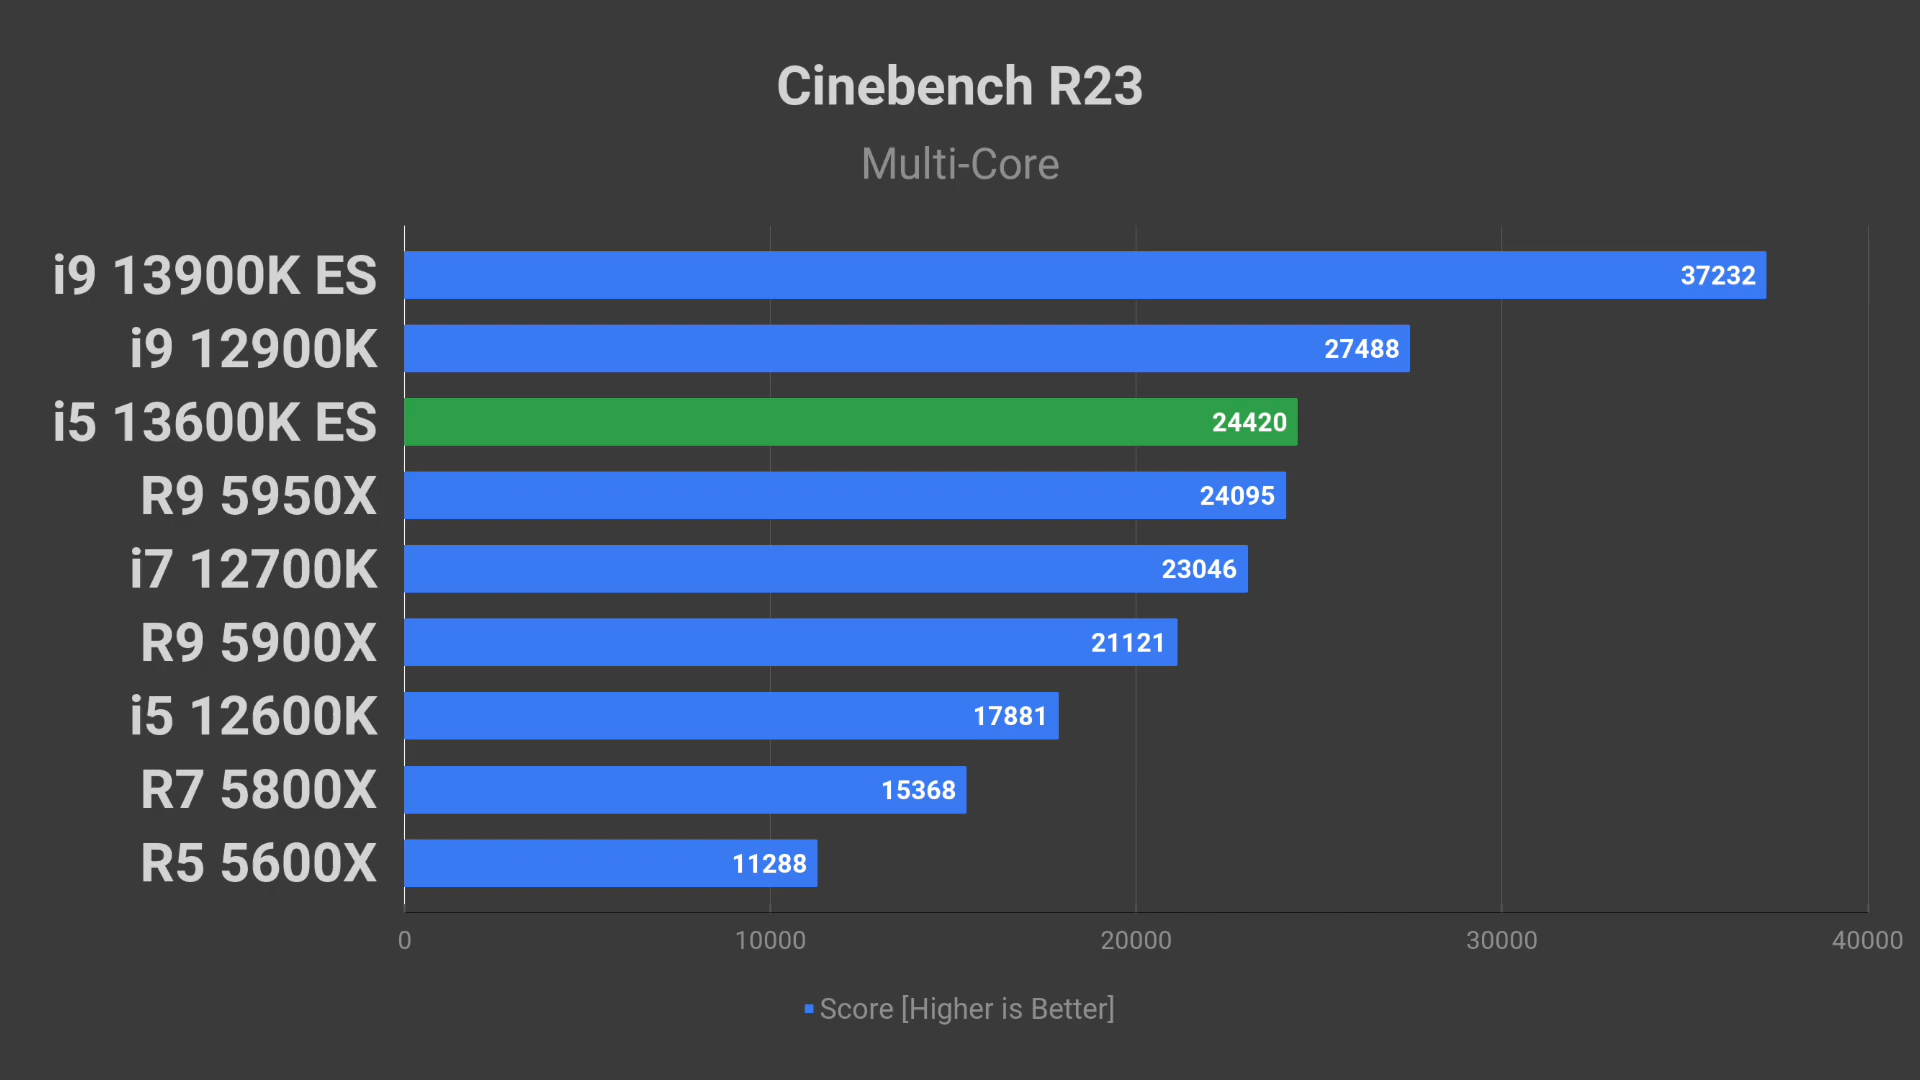 Cinebench R23
Multi-Core
i9 13900K ES 37232
i9 12900K 27488
i5 13600K ES 24420
R9 5950X 24095
i7 12700K 23046
R9 5900X 21121
i5 12600K 17881
R7 5800X 15368
R5 5600X 11288
0 10000 20000 30000 40000
Score [Higher is Better]